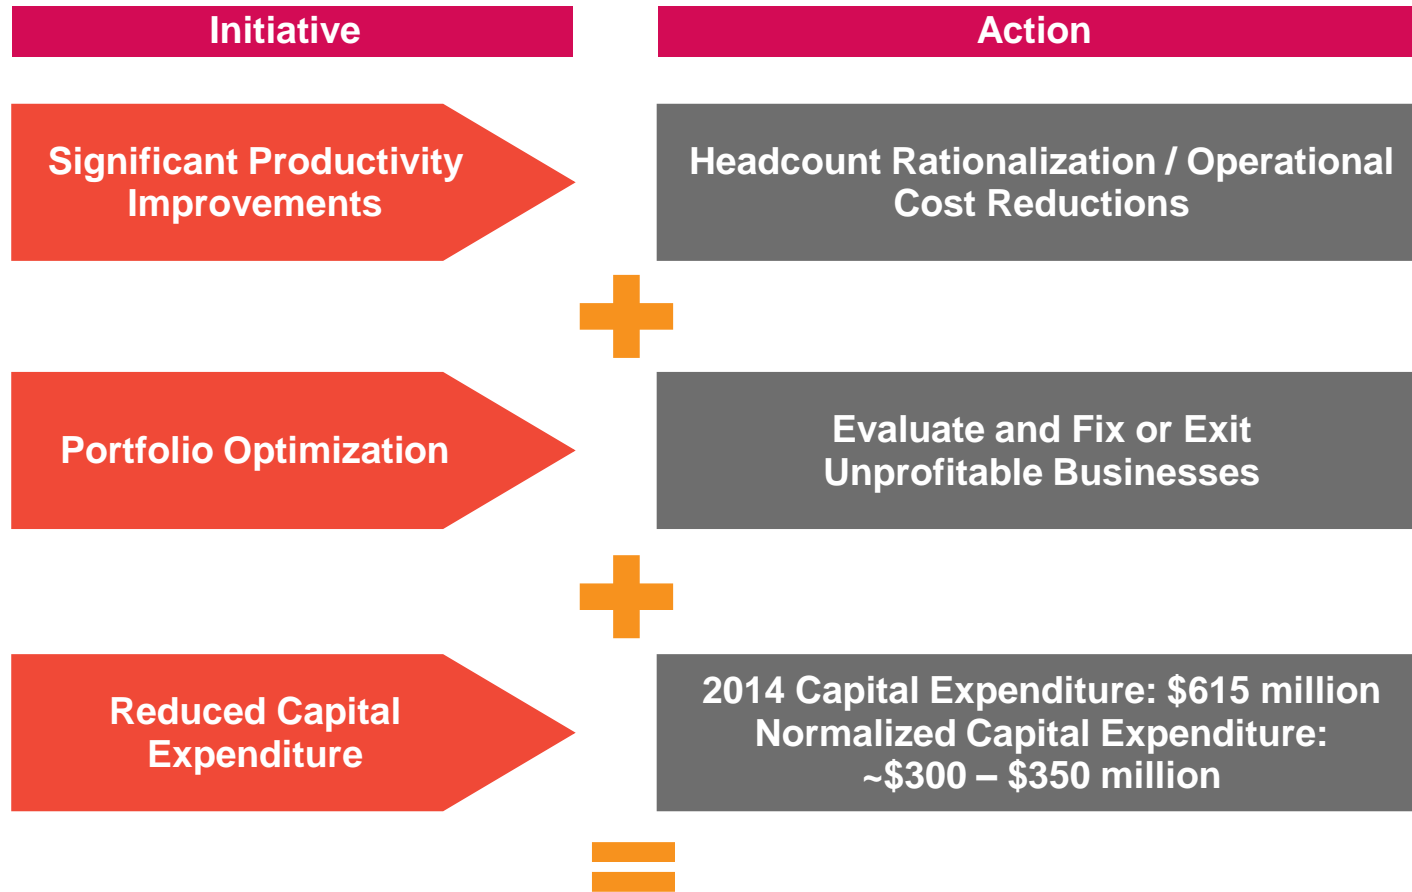 Initiative
Action
Significant Productivity
Improvements
Headcount Rationalization / Operational
Cost Reductions
Portfolio Optimization
Evaluate and Fix or Exit
Unprofitable Businesses
Reduced Capital
Expenditure
2014 Capital Expenditure: $615 million
Normalized Capital Expenditure:
~$300 – $350 million